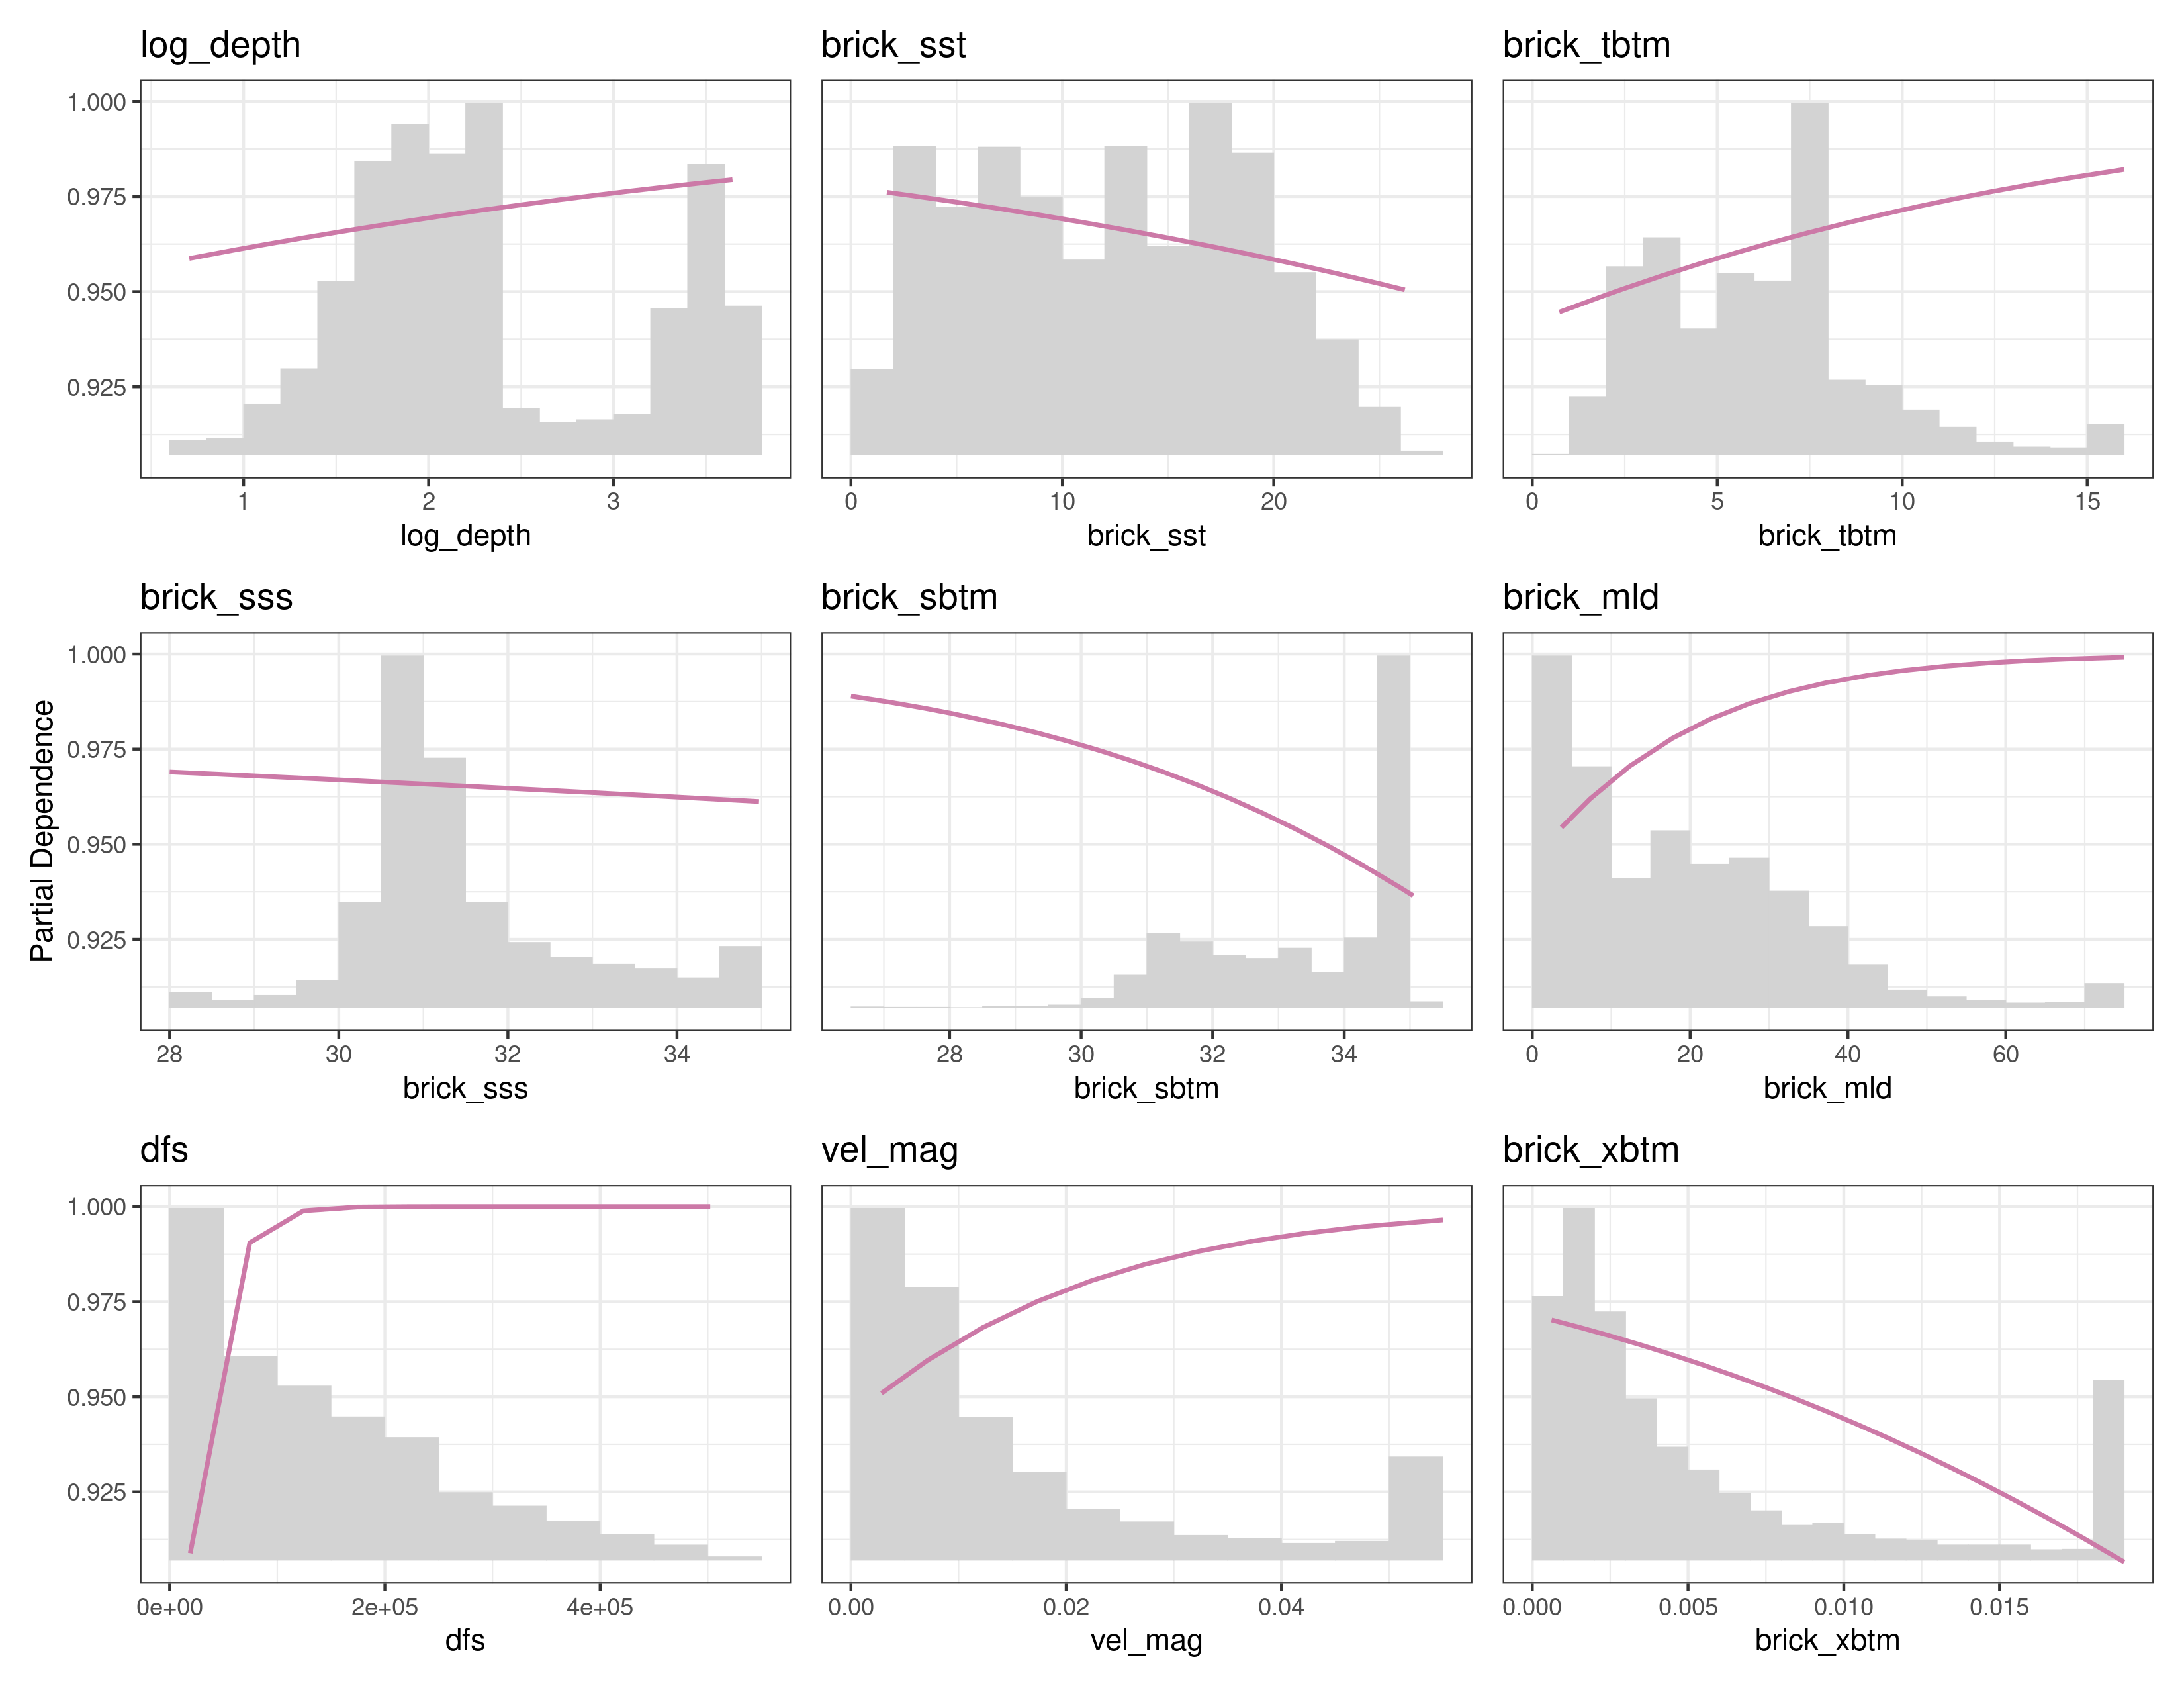 log_depth
brick_sst
brick_tbtm
1.000
0.975
0.950
0.925
1 2 3
0 10 20
0 5 10 15
log_depth
brick_sst
brick_tbtm
brick_sss
brick_sbtm
brick_mld
Partial Dependence
1.000
0.975
0.950
0.925
28 30 32 34
28 30 32 34
0 20 40 60
brick_sss
brick_sbtm
brick_mld
dfs
vel_mag
brick_xbtm
1.000
0.975
0.950
0.925
0e+00 2e+05 4e+05
0.00 0.02 0.04
0.000 0.005 0.010 0.015
dfs
vel_mag
brick_xbtm